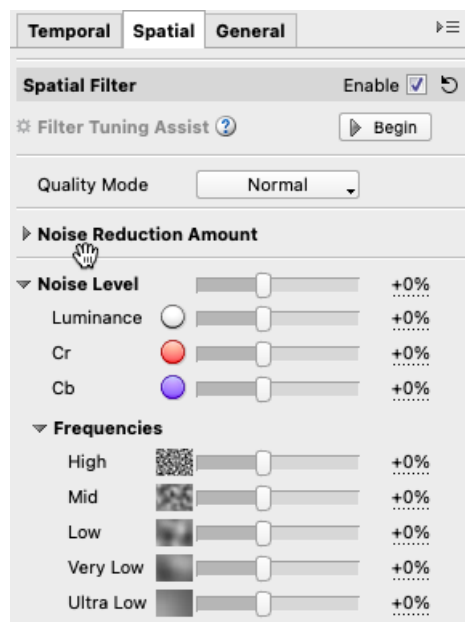 Temporal Spatial General
Spatial Filter Enable
Filter Tuning Assist ? Begin
Quality Mode Normal
Noise Reduction Amount
Noise Level +0%
Luminance +0%
Cr +0%
Cb +0%
Frequencies
High +0%
Mid +0%
Low +0%
Very Low +0%
Ultra Low +0%